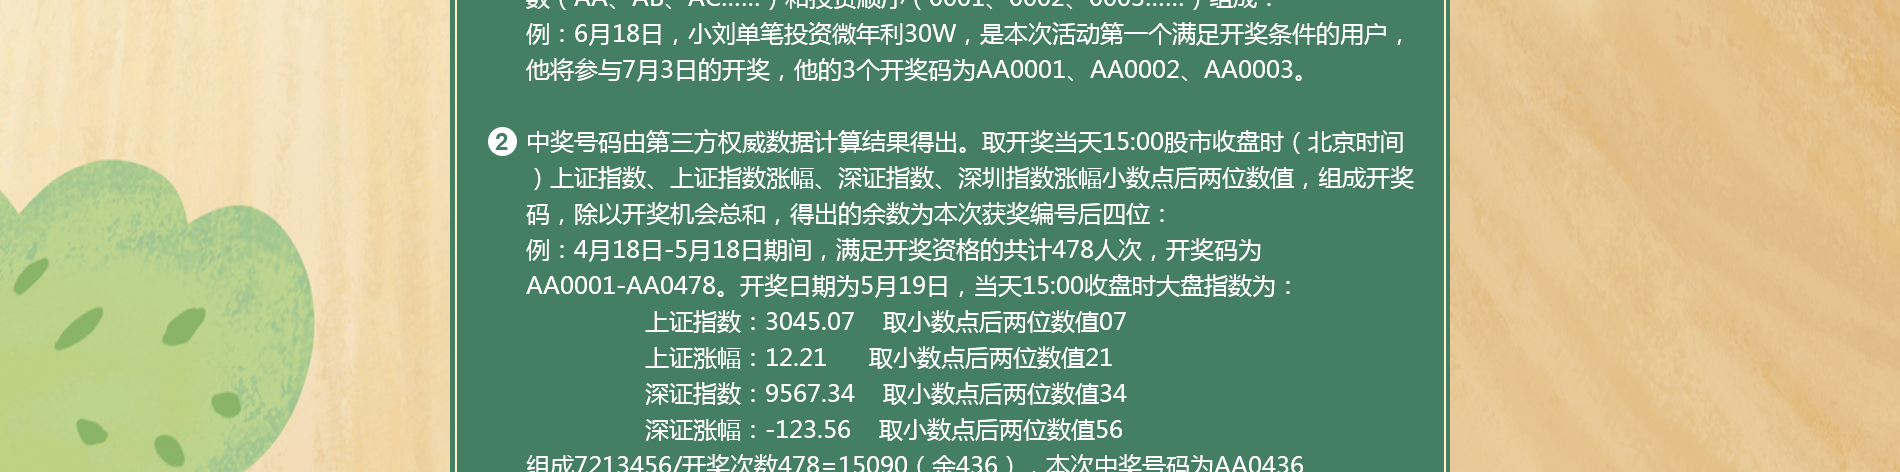 数（AA、AB、AC……）和投资顺序（0001、0002、0003……）组成：
例：6月18日，小刘单笔投资微年利30W，是本次活动第一个满足开奖条件的用户，
他将参与7月3日的开奖，他的3个开奖码为AA0001、AA0002、AA0003。
2 中奖号码由第三方权威数据计算结果得出。取开奖当天15:00股市收盘时（北京时间
）上证指数、上证指数涨幅、深证指数、深圳指数涨幅小数点后两位数值，组成开奖
码，除以开奖机会总和，得出的余数为本次获奖编号后四位：
例：4月18日-5月18日期间，满足开奖资格的共计478人次，开奖码为
AA0001-AA0478。开奖日期为5月19日，当天15:00收盘时大盘指数为：
上证指数：3045.07 取小数点后两位数值07
上证涨幅：12.21 取小数点后两位数值21
深证指数：9567.34 取小数点后两位数值34
深证涨幅：-123.56 取小数点后两位数值56
组成7213456/开奖次数478=15090（余436），本次中奖号码为AA0436